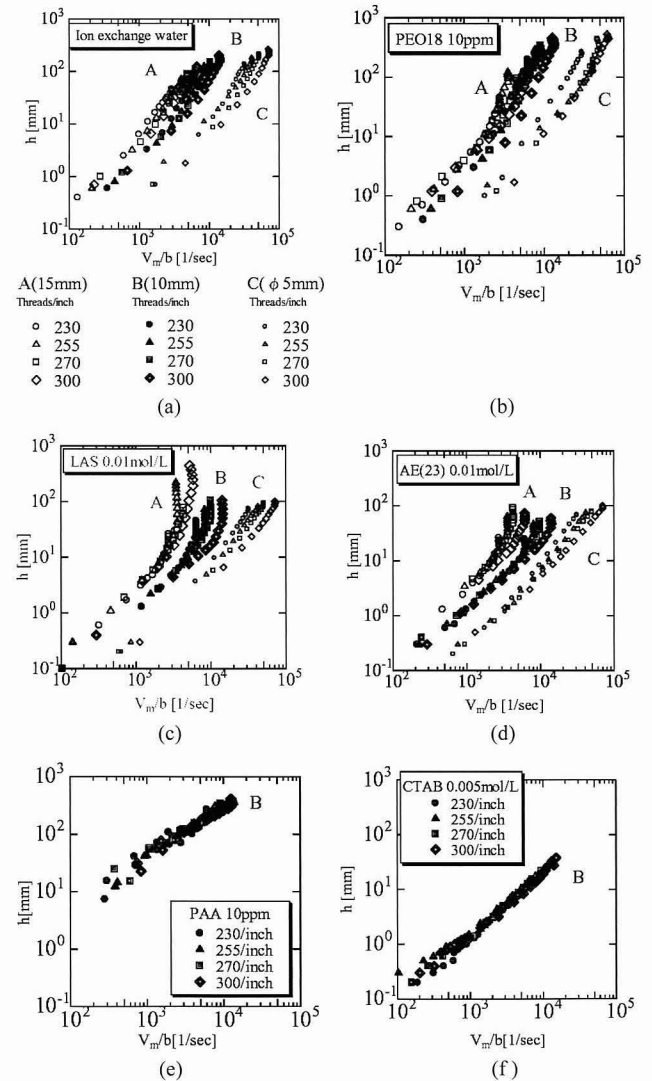 Ion exchange water
A
B
C
h [mm]
10³
10²
10¹
10⁰
10⁻¹
10² 10³ 10⁴ 10⁵
Vₘ/b [1/sec]
PEO18 10ppm
A
B
C
h [mm]
10³
10²
10¹
10⁰
10⁻¹
10² 10³ 10⁴ 10⁵
Vₘ/b [1/sec]
A(15mm) B(10mm) C(ϕ5mm)
Threads/inch Threads/inch Threads/inch
230 230 230
255 255 255
270 270 270
300 300 300
(a)
(b)
LAS 0.01mol/L
A
B
C
h [mm]
10³
10²
10¹
10⁰
10⁻¹
10² 10³ 10⁴ 10⁵
Vₘ/b [1/sec]
(c)
AE(23) 0.01mol/L
A
B
C
h [mm]
10³
10²
10¹
10⁰
10⁻¹
10² 10³ 10⁴ 10⁵
Vₘ/b [1/sec]
(d)
B
PAA 10ppm
230/inch
255/inch
270/inch
300/inch
h[mm]
10³
10²
10¹
10⁰
10⁻¹
10² 10³ 10⁴ 10⁵
Vₘ/b [1/sec]
(e)
CTAB 0.005mol/L
230/inch
255/inch
270/inch
300/inch
B
h [mm]
10³
10²
10¹
10⁰
10⁻¹
10² 10³ 10⁴ 10⁵
Vₘ/b [1/sec]
(f)